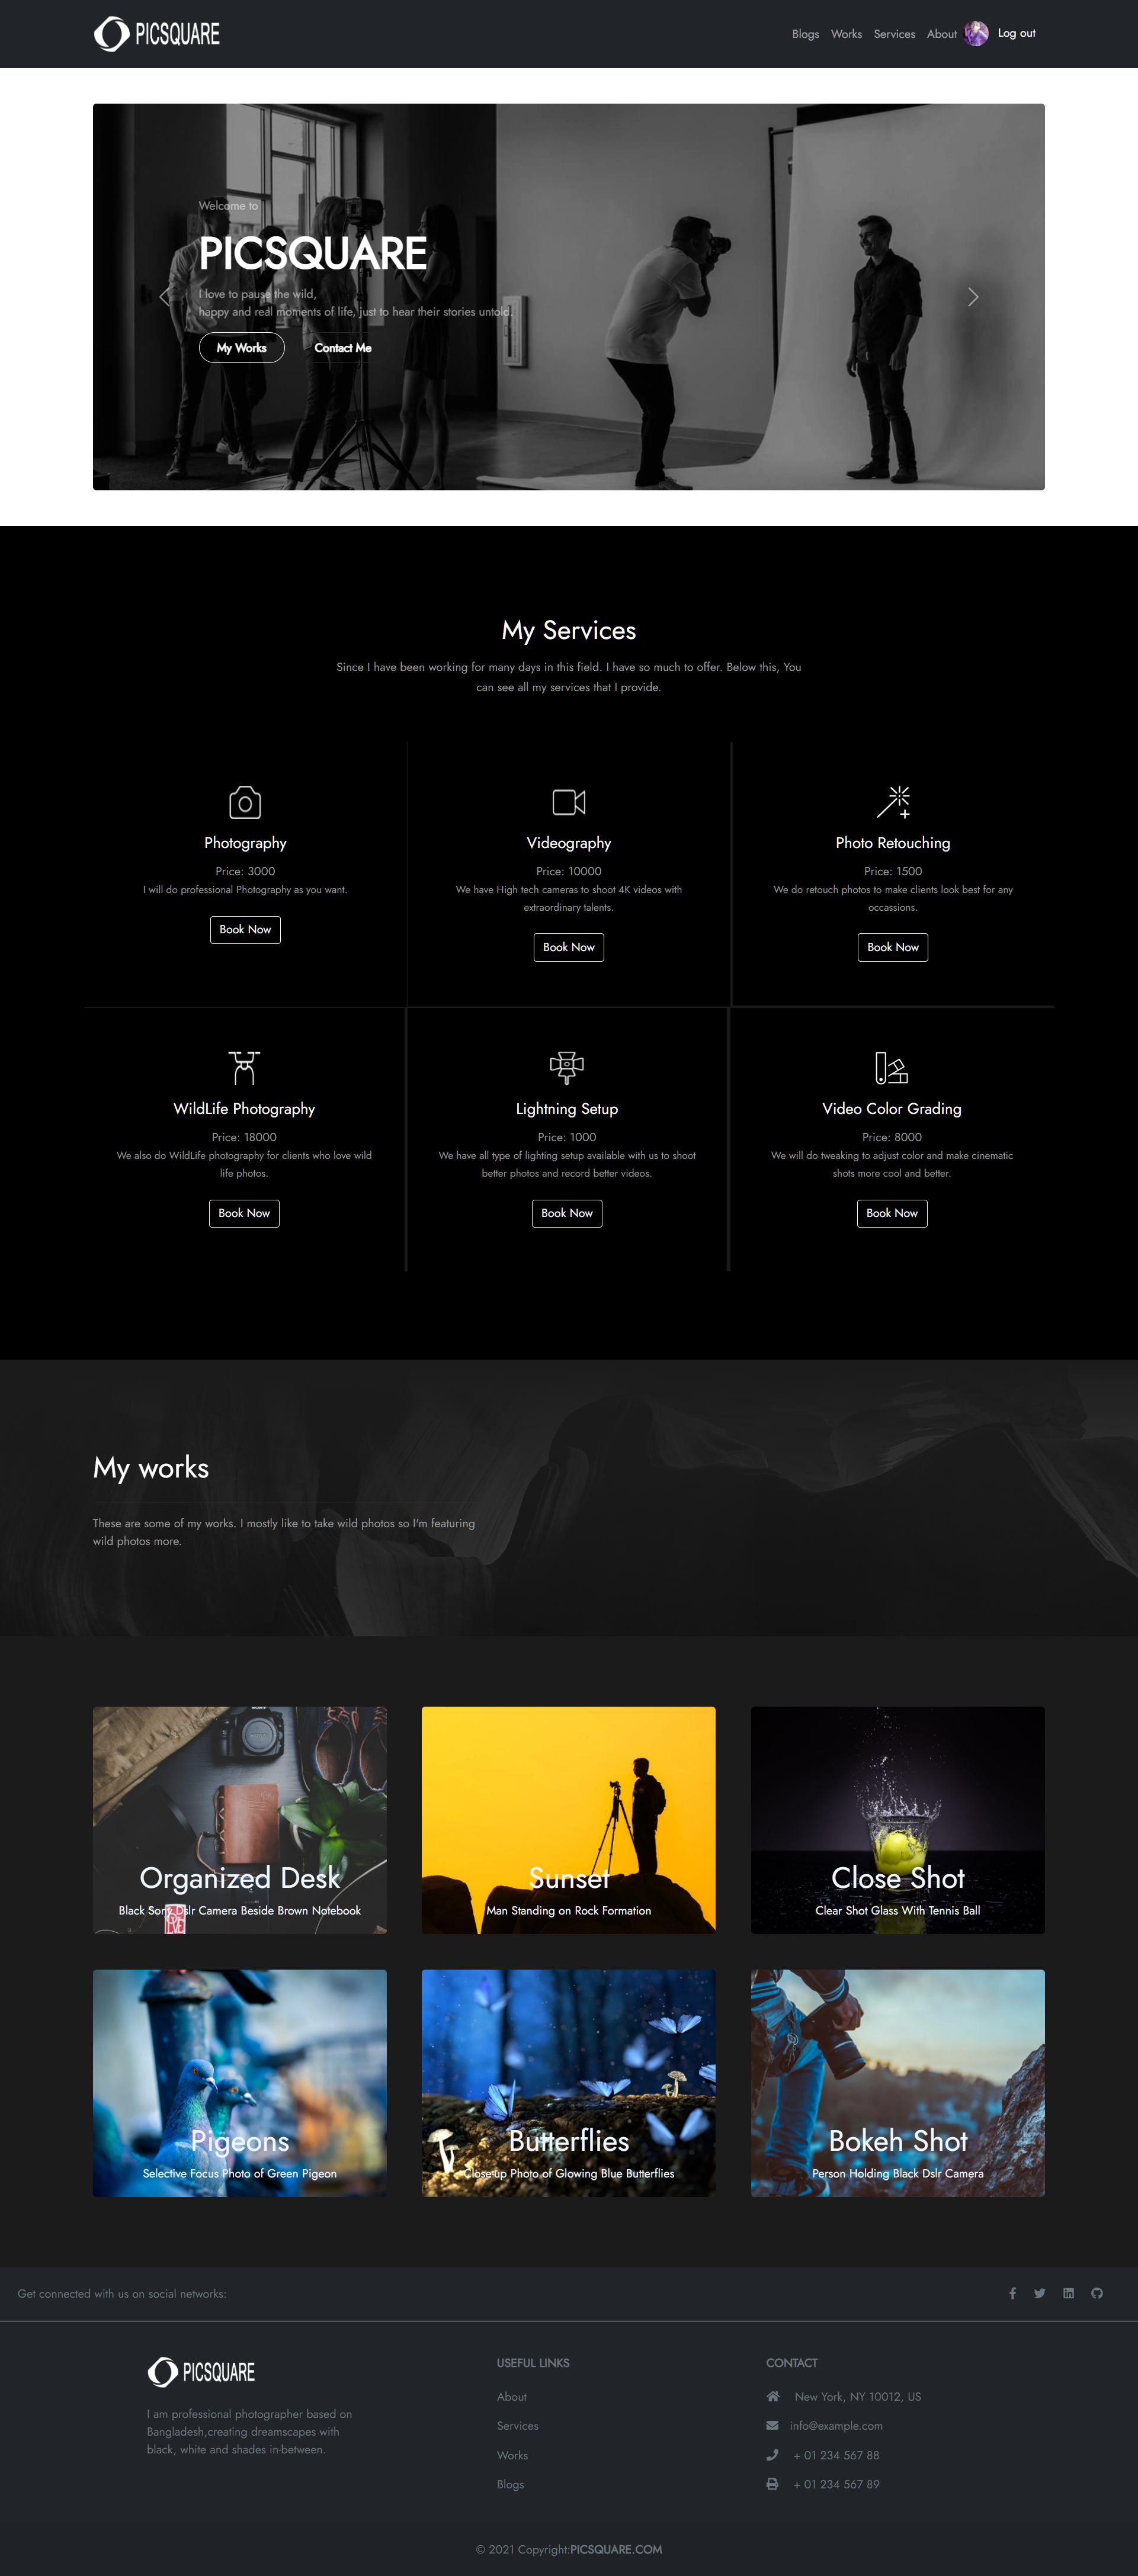 PICSQUARE
Blogs Works Services About Log out
Welcome to
PICSQUARE
I love to pause the wild,
happy and real moments of life, just to hear their stories untold.
My Works Contact Me
My Services
Since I have been working for many days in this field. I have so much to offer. Below this, You
can see all my services that I provide.
Photography
Price: 3000
I will do professional Photography as you want.
Book Now
Videography
Price: 10000
We have High tech cameras to shoot 4K videos with
extraordinary talents.
Book Now
Photo Retouching
Price: 1500
We do retouch photos to make clients look best for any
occassions.
Book Now
WildLife Photography
Price: 18000
We also do WildLife photography for clients who love wild
life photos.
Book Now
Lightning Setup
Price: 1000
We have all type of lighting setup available with us to shoot
better photos and record better videos.
Book Now
Video Color Grading
Price: 8000
We will do tweaking to adjust color and make cinematic
shots more cool and better.
Book Now
My works
These are some of my works. I mostly like to take wild photos so I'm featuring
wild photos more.
Organized Desk
Black Sony Dslr Camera Beside Brown Notebook
Sunset
Man Standing on Rock Formation
Close Shot
Clear Shot Glass With Tennis Ball
Pigeons
Selective Focus Photo of Green Pigeon
Butterflies
Close-up Photo of Glowing Blue Butterflies
Bokeh Shot
Person Holding Black Dslr Camera
Get connected with us on social networks:
PICSQUARE
I am professional photographer based on
Bangladesh,creating dreamscapes with
black, white and shades in-between.
USEFUL LINKS
About
Services
Works
Blogs
CONTACT
New York, NY 10012, US
info@example.com
+ 01 234 567 88
+ 01 234 567 89
© 2021 Copyright:PICSQUARE.COM